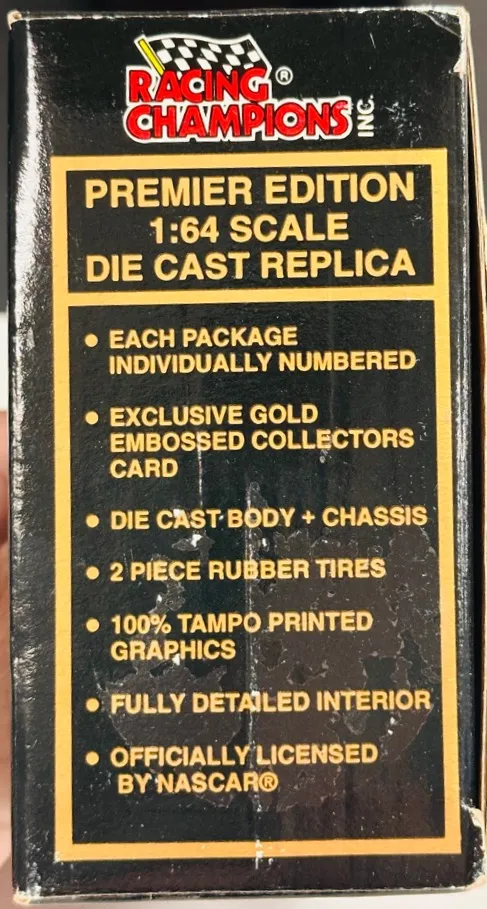 RACING ®
CHAMPIONS INC.
PREMIER EDITION
1:64 SCALE
DIE CAST REPLICA
• EACH PACKAGE
INDIVIDUALLY NUMBERED
• EXCLUSIVE GOLD
EMBOSSED COLLECTORS
CARD
• DIE CAST BODY + CHASSIS
• 2 PIECE RUBBER TIRES
• 100% TAMPO PRINTED
GRAPHICS
• FULLY DETAILED INTERIOR
• OFFICIALLY LICENSED
BY NASCAR®